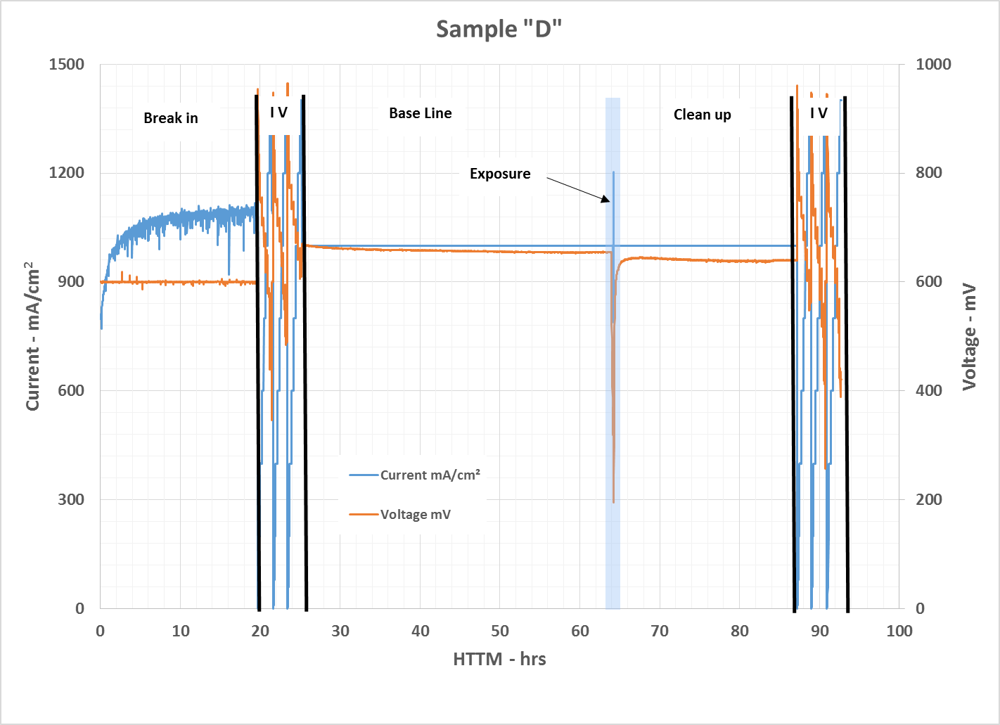 Sample "D"
1500
1200
900
600
300
0
Current - mA/cm²
1000
800
600
400
200
0
Voltage - mV
Break in
I V
Base Line
Exposure
Clean up
I V
Current mA/cm²
Voltage mV
0 10 20 30 40 50 60 70 80 90 100
HTTM - hrs